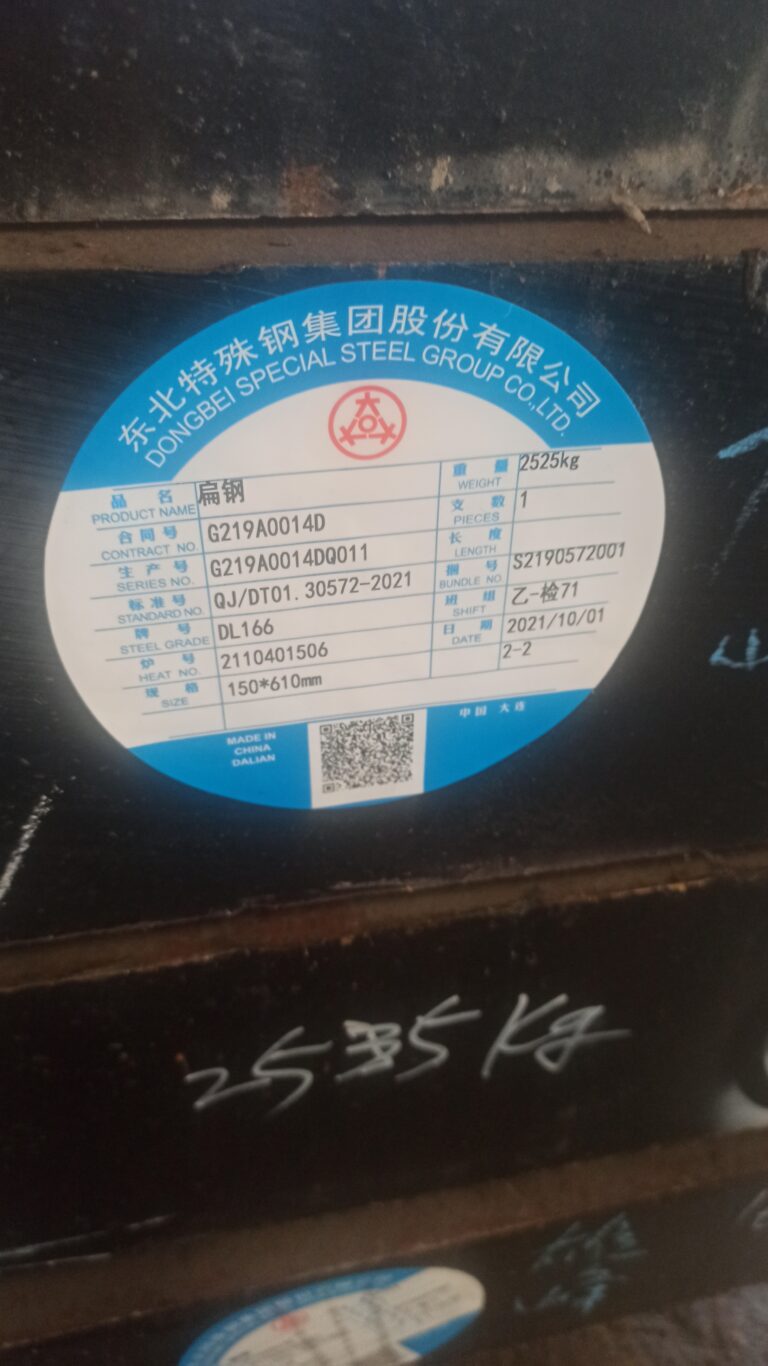 东北特殊钢集团股份有限公司
DONGBEI SPECIAL STEEL GROUP CO.,LTD.
品名 扁钢
PRODUCT NAME
合同号 G219A0014D
CONTRACT NO.
生产号 G219A0014DQ011
SERIES NO.
标准号 QJ/DT01.30572-2021
STANDARD NO.
牌号 DL166
STEEL GRADE
炉号 2110401506
HEAT NO.
规格 150*610mm
SIZE
重量 2525kg
WEIGHT
支数 1
PIECES
长度
LENGTH
捆号 S2190572001
BUNDLE NO.
班组 乙-检71
SHIFT
日期 2021/10/01
DATE
2-2
MADE IN
CHINA
DALIAN
中国 大连
2535Kg